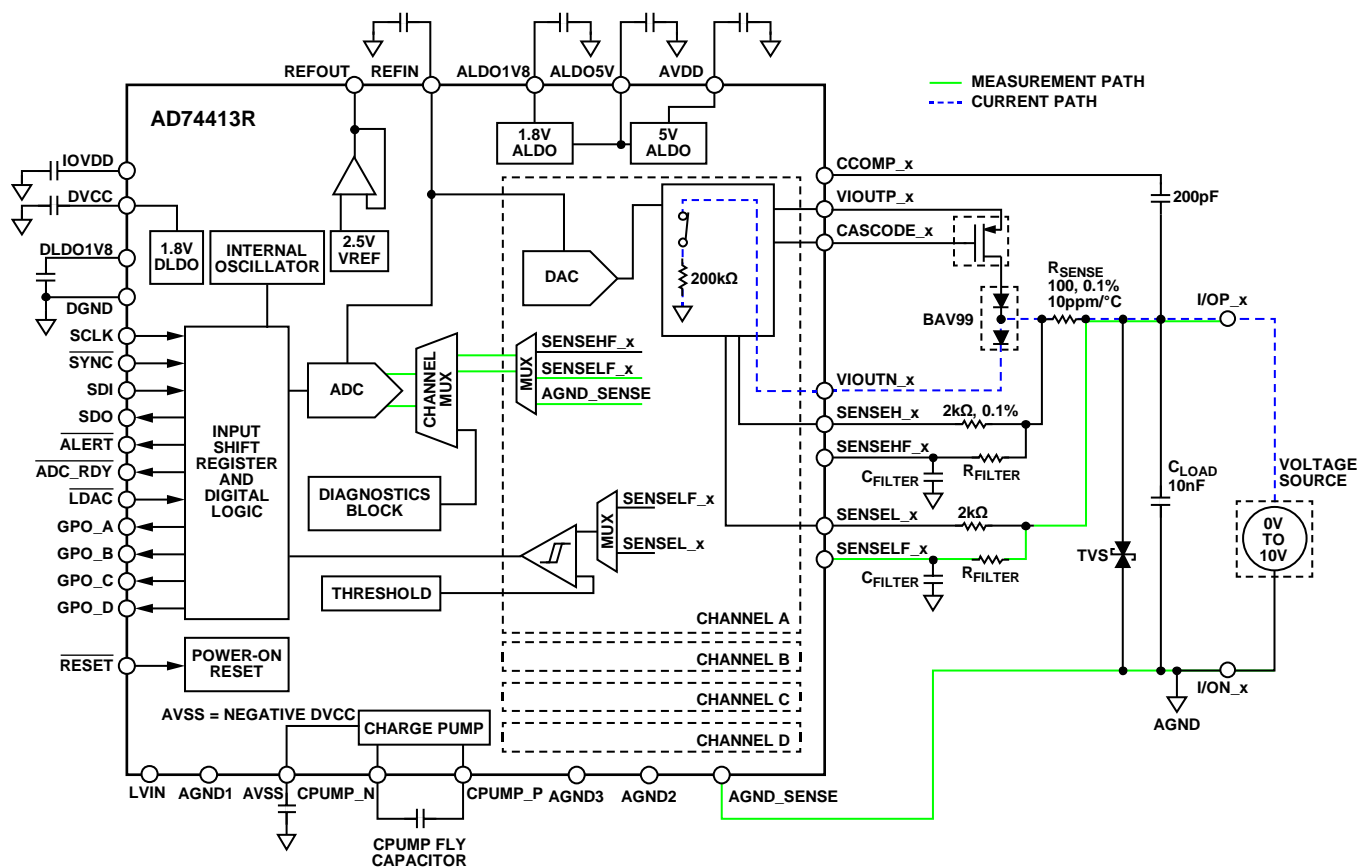 REFOUT
REFIN
ALDO1V8
ALDO5V
AVDD
MEASUREMENT PATH
CURRENT PATH
AD74413R
1.8V
ALDO
5V
ALDO
IOVDD
DVCC
DLDO1V8
DGND
1.8V
DLDO
INTERNAL
OSCILLATOR
2.5V
VREF
DAC
200kΩ
CCOMP_x
VIOUTP_x
CASCODE_x
200pF
RSENSE
100, 0.1%
10ppm/°C
I/OP_x
BAV99
SCLK
SYNC
SDI
SDO
ALERT
ADC_RDY
LDAC
GPO_A
GPO_B
GPO_C
GPO_D
RESET
INPUT
SHIFT
REGISTER
AND
DIGITAL
LOGIC
ADC
CHANNEL
MUX
MUX
SENSEHF_x
SENSELF_x
AGND_SENSE
VIOUTN_x
SENSEH_x
2kΩ, 0.1%
SENSEHF_x
CFILTER
RFILTER
SENSEL_x
2kΩ
SENSELF_x
CFILTER
RFILTER
CLOAD
10nF
VOLTAGE
SOURCE
0V
TO
10V
TVS
DIAGNOSTICS
BLOCK
MUX
SENSELF_x
SENSEL_x
THRESHOLD
CHANNEL A
CHANNEL B
CHANNEL C
CHANNEL D
POWER-ON
RESET
AVSS = NEGATIVE DVCC
CHARGE PUMP
I/ON_x
AGND
LVIN
AGND1
AVSS
CPUMP_N
CPUMP_P
AGND3
AGND2
AGND_SENSE
CPUMP FLY
CAPACITOR